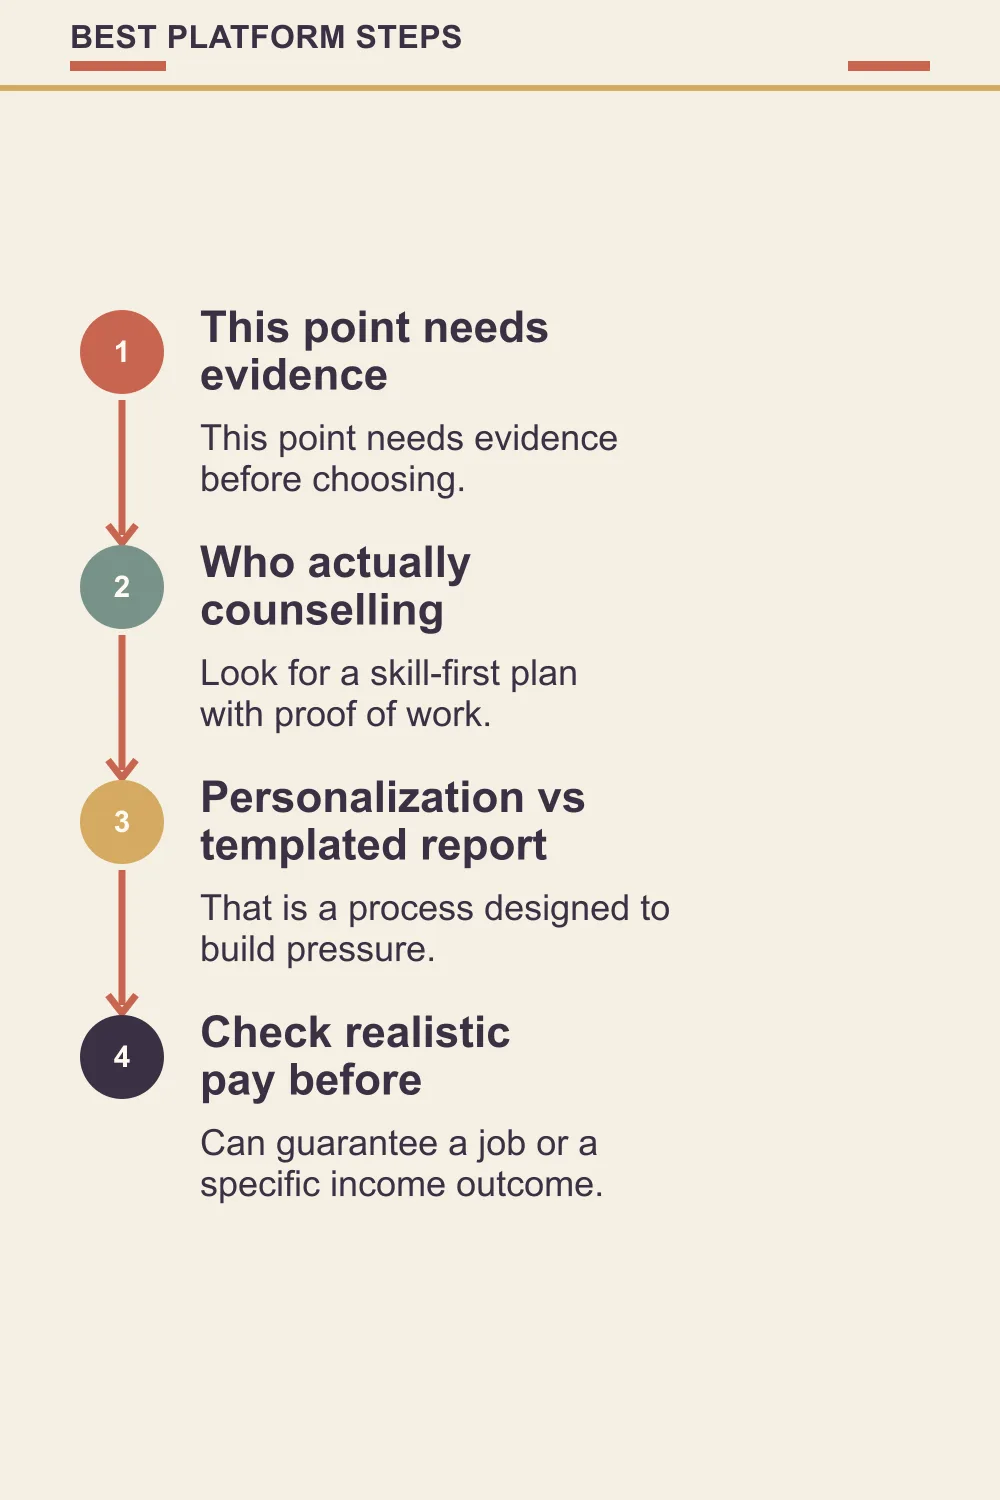 BEST PLATFORM STEPS
1
This point needs
evidence
This point needs evidence
before choosing.
2
Who actually
counselling
Look for a skill-first plan
with proof of work.
3
Personalization vs
templated report
That is a process designed to
build pressure.
4
Check realistic
pay before
Can guarantee a job or a
specific income outcome.